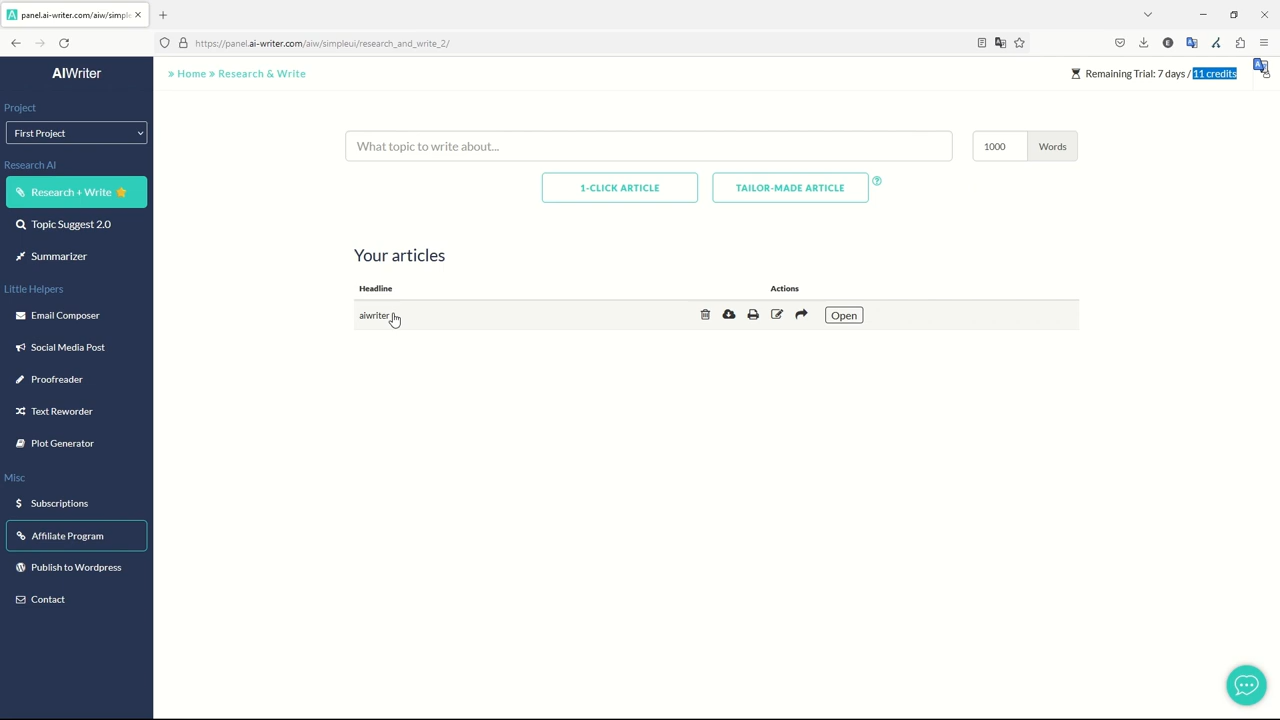 panel.ai-writer.com/aiw/simple
https://panel.ai-writer.com/aiw/simpleui/research_and_write_2/
AIWriter
» Home » Research & Write
Remaining Trial: 7 days / 11 credits
Project
First Project
What topic to write about...
1000
Words
Research AI
Research + Write
1-CLICK ARTICLE
TAILOR-MADE ARTICLE
Topic Suggest 2.0
Summarizer
Your articles
Little Helpers
Headline
Actions
Email Composer
aiwriter
Open
Social Media Post
Proofreader
Text Reworder
Plot Generator
Misc
Subscriptions
Affiliate Program
Publish to Wordpress
Contact